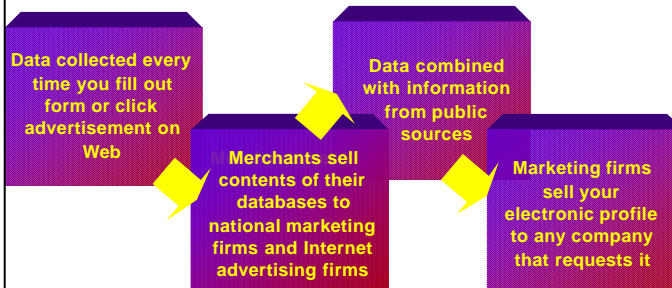 Data collected every
time you fill out
form or click
advertisement on
Web
Merchants sell
contents of their
databases to
national marketing
firms and Internet
advertising firms
Data combined
with information
from public
sources
Marketing firms
sell your
electronic profile
to any company
that requests it